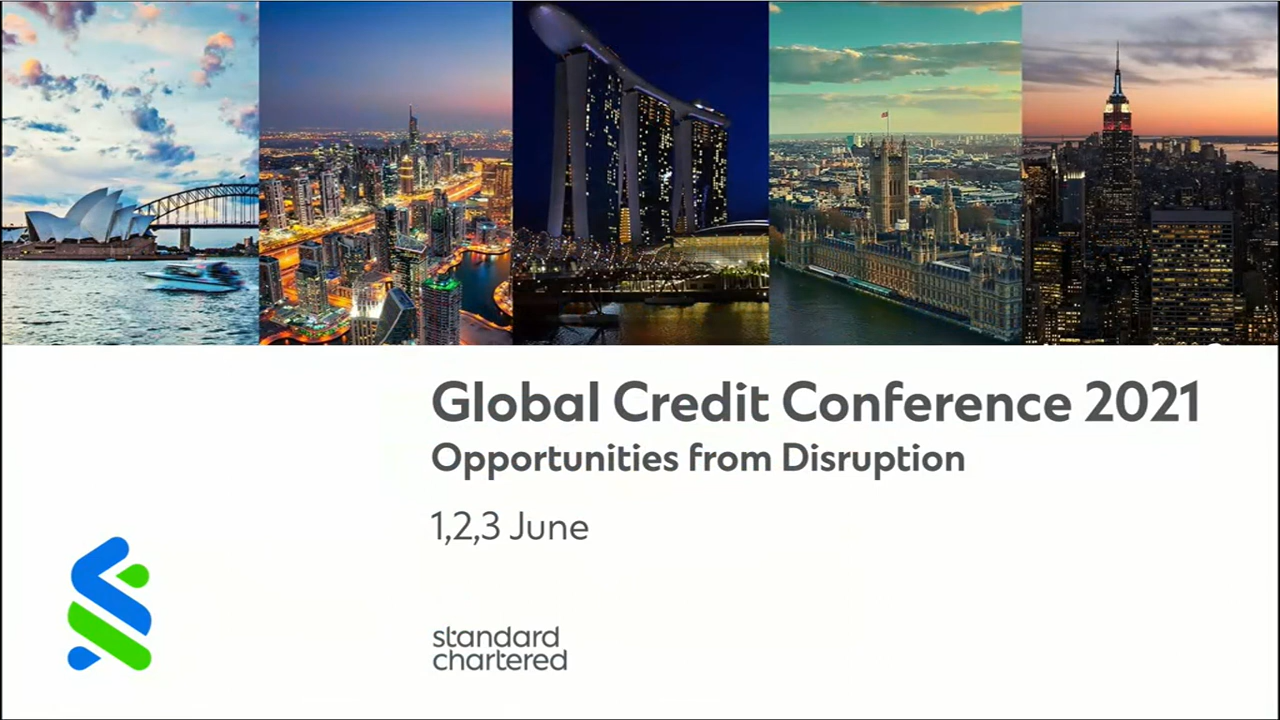 Global Credit Conference 2021
Opportunities from Disruption
1,2,3 June
standard
chartered